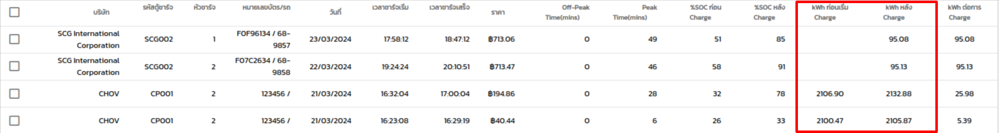 บริษัท รหัสตู้ชาร์จ หัวชาร์จ หมายเลขบัตร/รถ วันที่ เวลาชาร์จเริ่ม เวลาชาร์จเสร็จ ราคา Off-Peak Time(mins) Peak Time(mins) %SOC ก่อน Charge %SOC หลัง Charge kWh ก่อนเริ่ม Charge kWh หลัง Charge kWh ต่อการ Charge
SCG International Corporation SCG002 1 F0F96134 / 68-9857 23/03/2024 17:58:12 18:47:12 ฿713.06 0 49 51 85 95.08 95.08
SCG International Corporation SCG002 2 F07C2634 / 68-9858 22/03/2024 19:24:24 20:10:51 ฿713.47 0 46 58 91 95.13 95.13
CHOV CP001 2 123456 / 21/03/2024 16:32:04 17:00:04 ฿194.86 0 28 32 78 2106.90 2132.88 25.98
CHOV CP001 2 123456 / 21/03/2024 16:23:08 16:29:19 ฿40.44 0 6 26 33 2100.47 2105.87 5.39